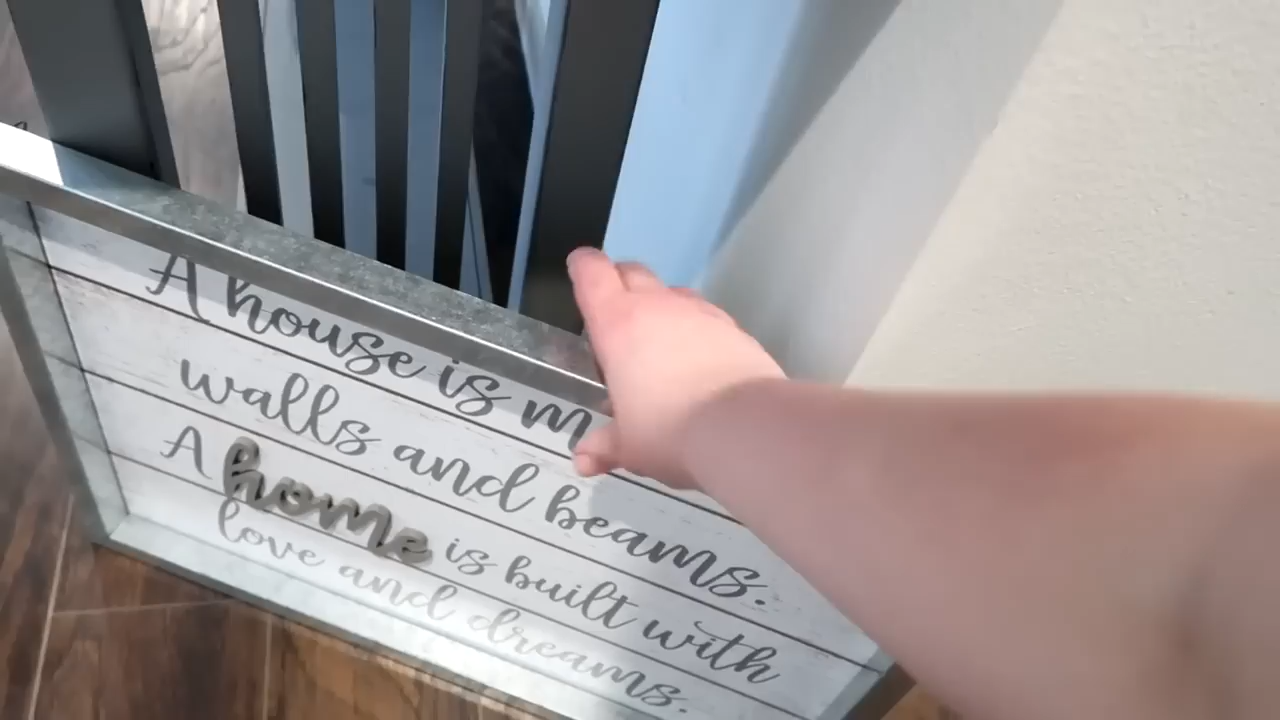 A house is m
walls and beams.
A home is built with
love and dreams.